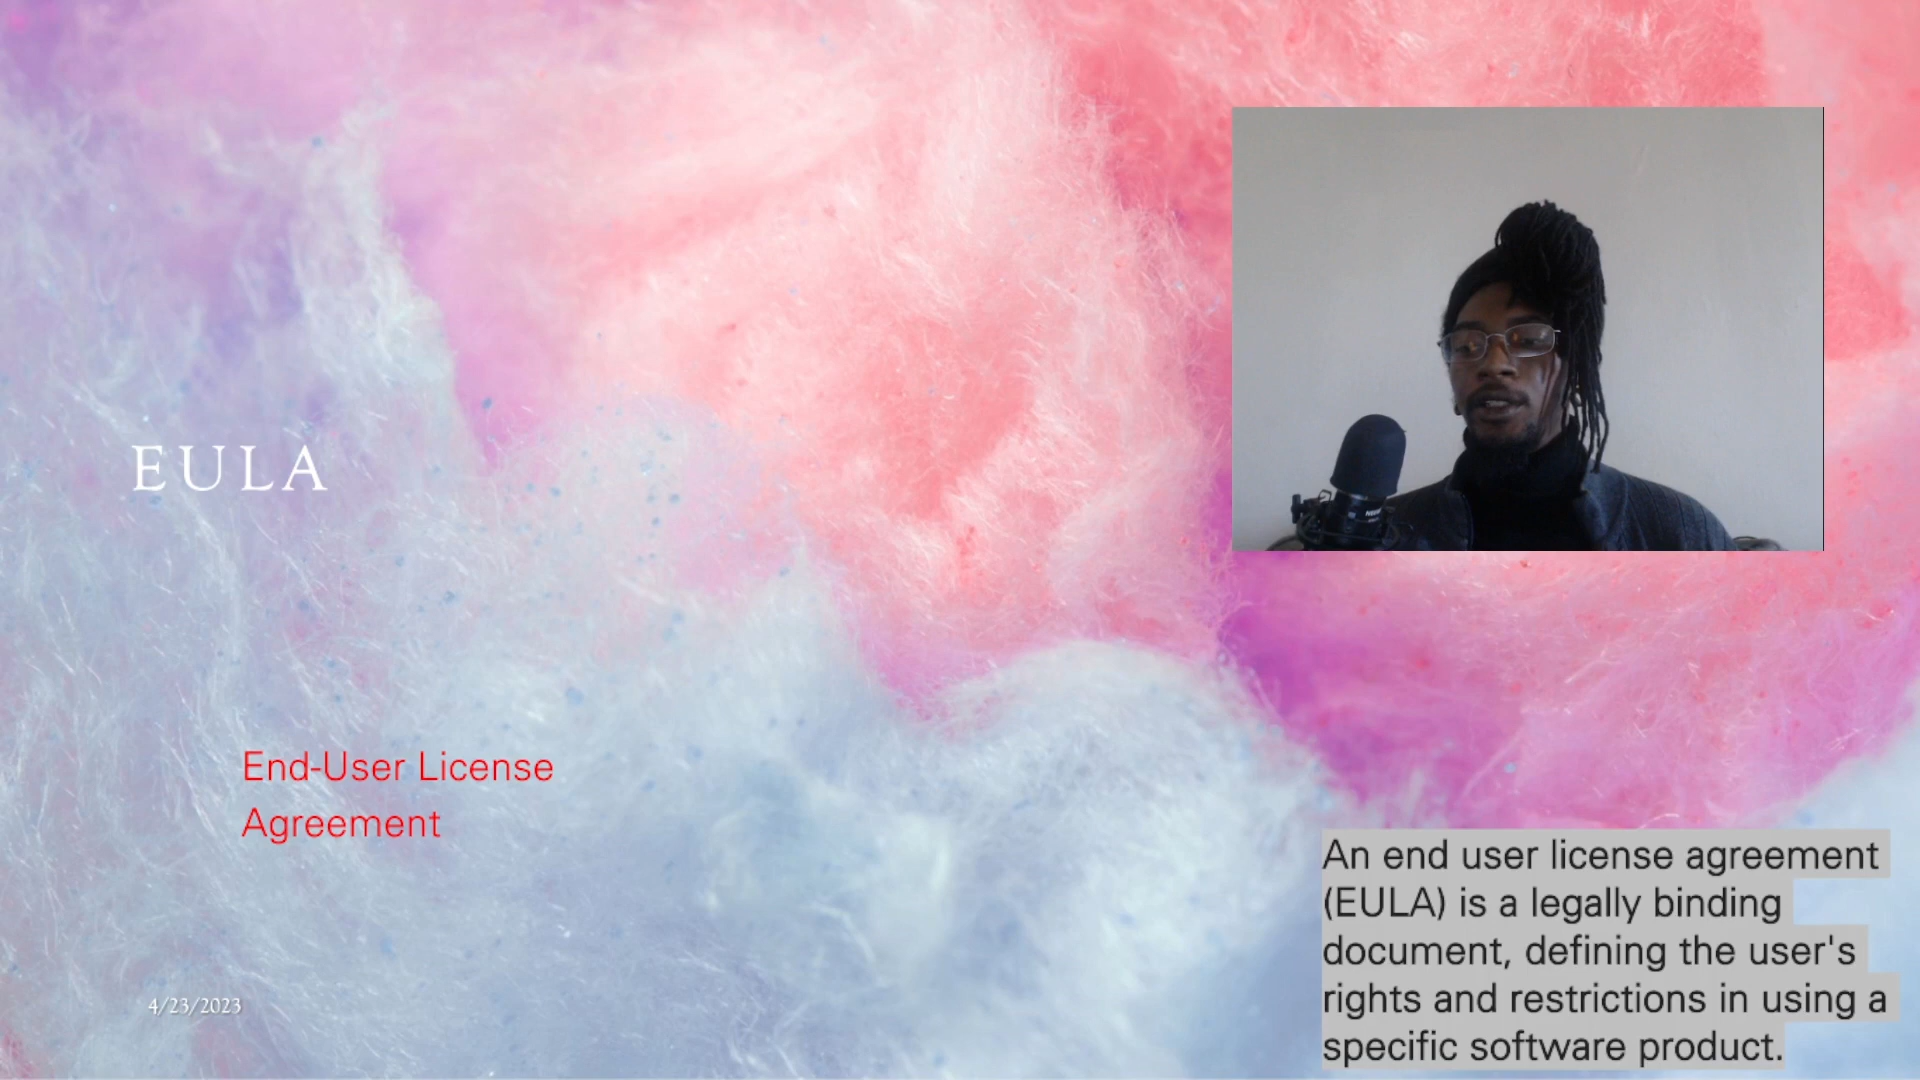 EULA
End-User License
Agreement
4/23/2023
An end user license agreement
(EULA) is a legally binding
document, defining the user's
rights and restrictions in using a
specific software product.